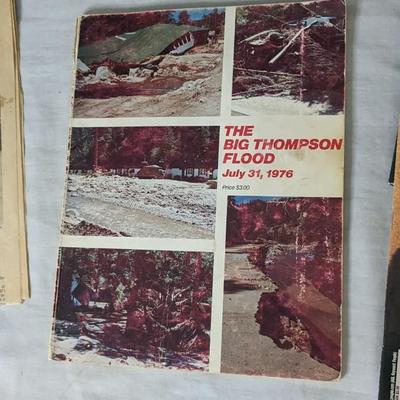 THE
BIG THOMPSON
FLOOD
July 31, 1976
Price $3.00